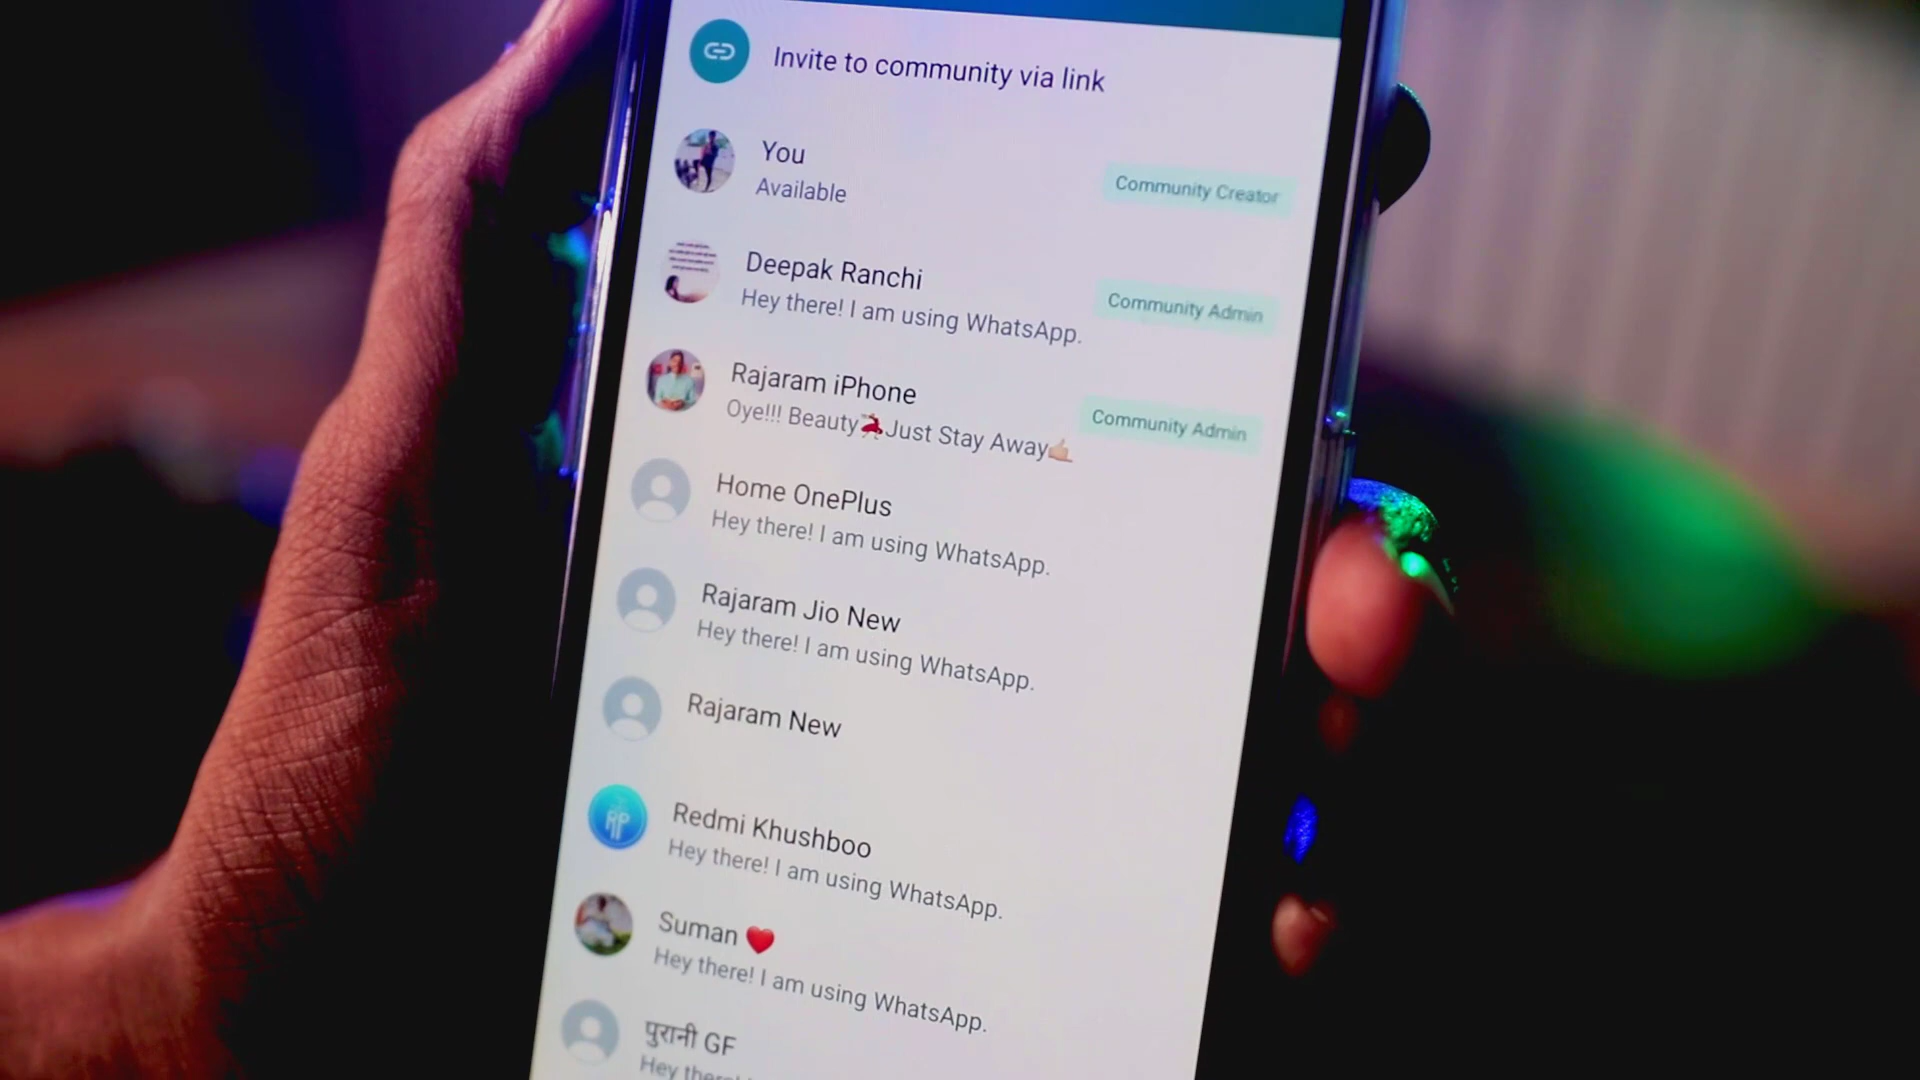 Invite to community via link
You
Available
Community Creator
Deepak Ranchi
Hey there! I am using WhatsApp.
Community Admin
Rajaram iPhone
Oye!!! Beauty💃Just Stay Away🤙
Community Admin
Home OnePlus
Hey there! I am using WhatsApp.
Rajaram Jio New
Hey there! I am using WhatsApp.
Rajaram New
RP
Redmi Khushboo
Hey there! I am using WhatsApp.
Suman ❤️
Hey there! I am using WhatsApp.
पुरानी GF
Hey there!